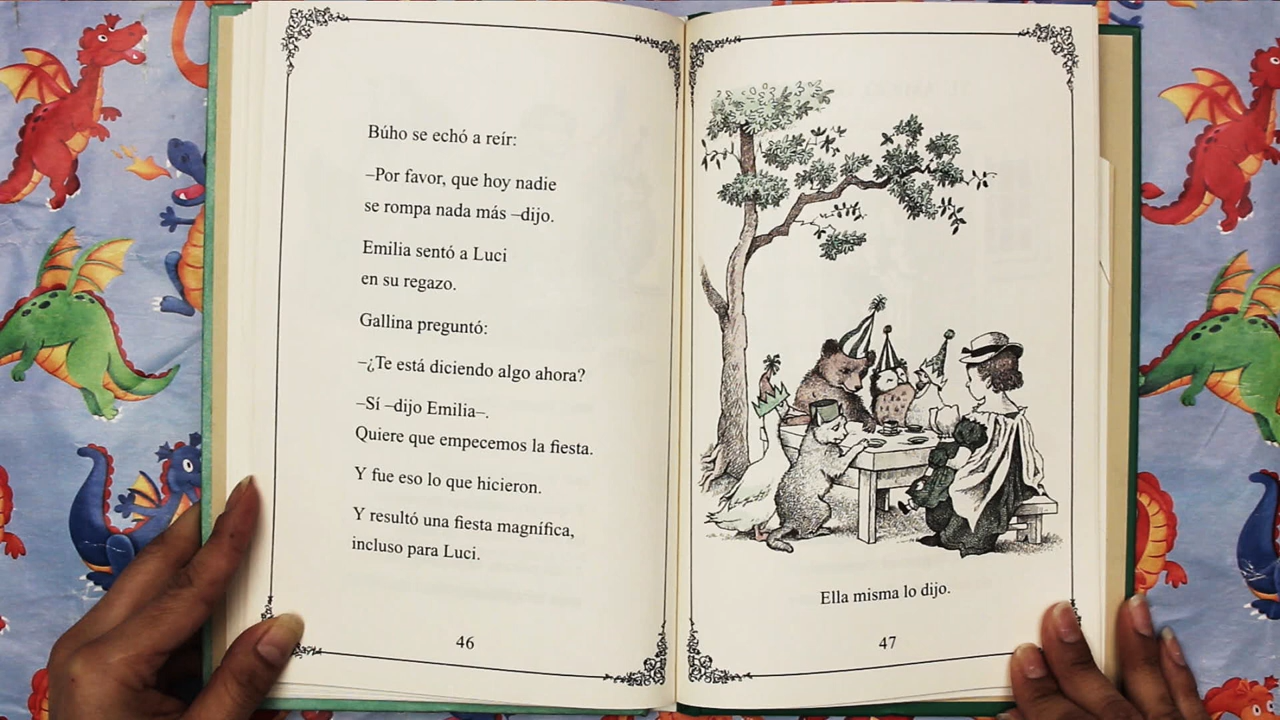 Búho se echó a reír:
–Por favor, que hoy nadie
se rompa nada más –dijo.
Emilia sentó a Luci
en su regazo.
Gallina preguntó:
–¿Te está diciendo algo ahora?
–Sí –dijo Emilia–.
Quiere que empecemos la fiesta.
Y fue eso lo que hicieron.
Y resultó una fiesta magnífica,
incluso para Luci.
46
Ella misma lo dijo.
47